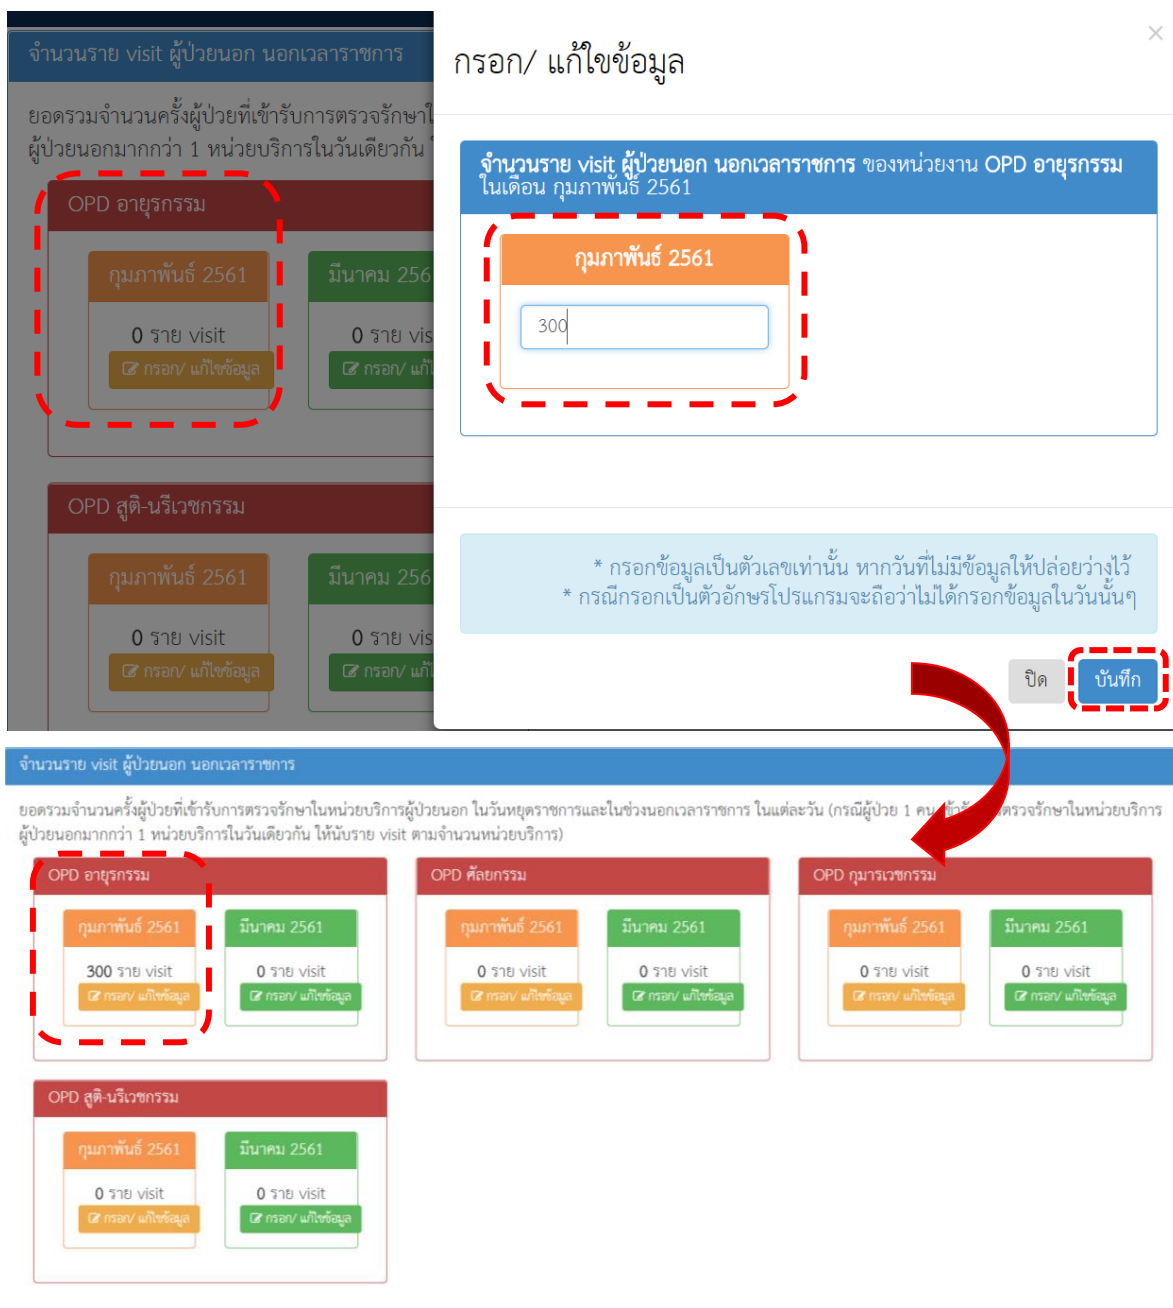 จำนวนราย visit ผู้ป่วยนอก นอกเวลาราชการ
ยอดรวมจำนวนครั้งผู้ป่วยที่เข้ารับการตรวจรักษาใ
ผู้ป่วยนอกมากกว่า 1 หน่วยบริการในวันเดียวกัน
OPD อายุรกรรม
กุมภาพันธ์ 2561
มีนาคม 256
0 ราย visit
0 ราย vis
กรอก/ แก้ไขข้อมูล
กรอก/ แก้
OPD สูติ-นรีเวชกรรม
กุมภาพันธ์ 2561
มีนาคม 256
0 ราย visit
0 ราย vis
กรอก/ แก้ไขข้อมูล
กรอก/ แก้
×
กรอก/ แก้ไขข้อมูล
จำนวนราย visit ผู้ป่วยนอก นอกเวลาราชการ ของหน่วยงาน OPD อายุรกรรม
ในเดือน กุมภาพันธ์ 2561
กุมภาพันธ์ 2561
300
* กรอกข้อมูลเป็นตัวเลขเท่านั้น หากวันที่ไม่มีข้อมูลให้ปล่อยว่างไว้
* กรณีกรอกเป็นตัวอักษรโปรแกรมจะถือว่าไม่ได้กรอกข้อมูลในวันนั้นๆ
ปิด
บันทึก
จำนวนราย visit ผู้ป่วยนอก นอกเวลาราชการ
ยอดรวมจำนวนครั้งผู้ป่วยที่เข้ารับการตรวจรักษาในหน่วยบริการผู้ป่วยนอก ในวันหยุดราชการและในช่วงนอกเวลาราชการ ในแต่ละวัน (กรณีผู้ป่วย 1 คน ตรวจรักษาในหน่วยบริการ
ผู้ป่วยนอกมากกว่า 1 หน่วยบริการในวันเดียวกัน ให้นับราย visit ตามจำนวนหน่วยบริการ)
OPD อายุรกรรม
กุมภาพันธ์ 2561
มีนาคม 2561
300 ราย visit
0 ราย visit
กรอก/ แก้ไขข้อมูล
กรอก/ แก้ไขข้อมูล
OPD ศัลยกรรม
กุมภาพันธ์ 2561
มีนาคม 2561
0 ราย visit
0 ราย visit
กรอก/ แก้ไขข้อมูล
กรอก/ แก้ไขข้อมูล
OPD กุมารเวชกรรม
กุมภาพันธ์ 2561
มีนาคม 2561
0 ราย visit
0 ราย visit
กรอก/ แก้ไขข้อมูล
กรอก/ แก้ไขข้อมูล
OPD สูติ-นรีเวชกรรม
กุมภาพันธ์ 2561
มีนาคม 2561
0 ราย visit
0 ราย visit
กรอก/ แก้ไขข้อมูล
กรอก/ แก้ไขข้อมูล